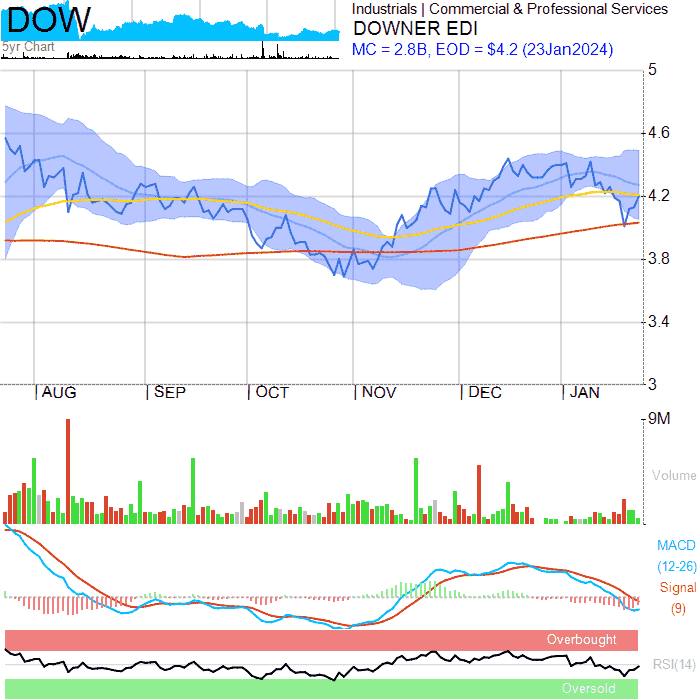 DOW
5yr Chart
Industrials | Commercial & Professional Services
DOWNER EDI
MC = 2.8B, EOD = $4.2 (23Jan2024)
5
4.6
4.2
3.8
3.4
3
|AUG |SEP |OCT |NOV |DEC |JAN
9M
Volume
MACD
(12-26)
Signal
(9)
Overbought
RSI(14)
Oversold